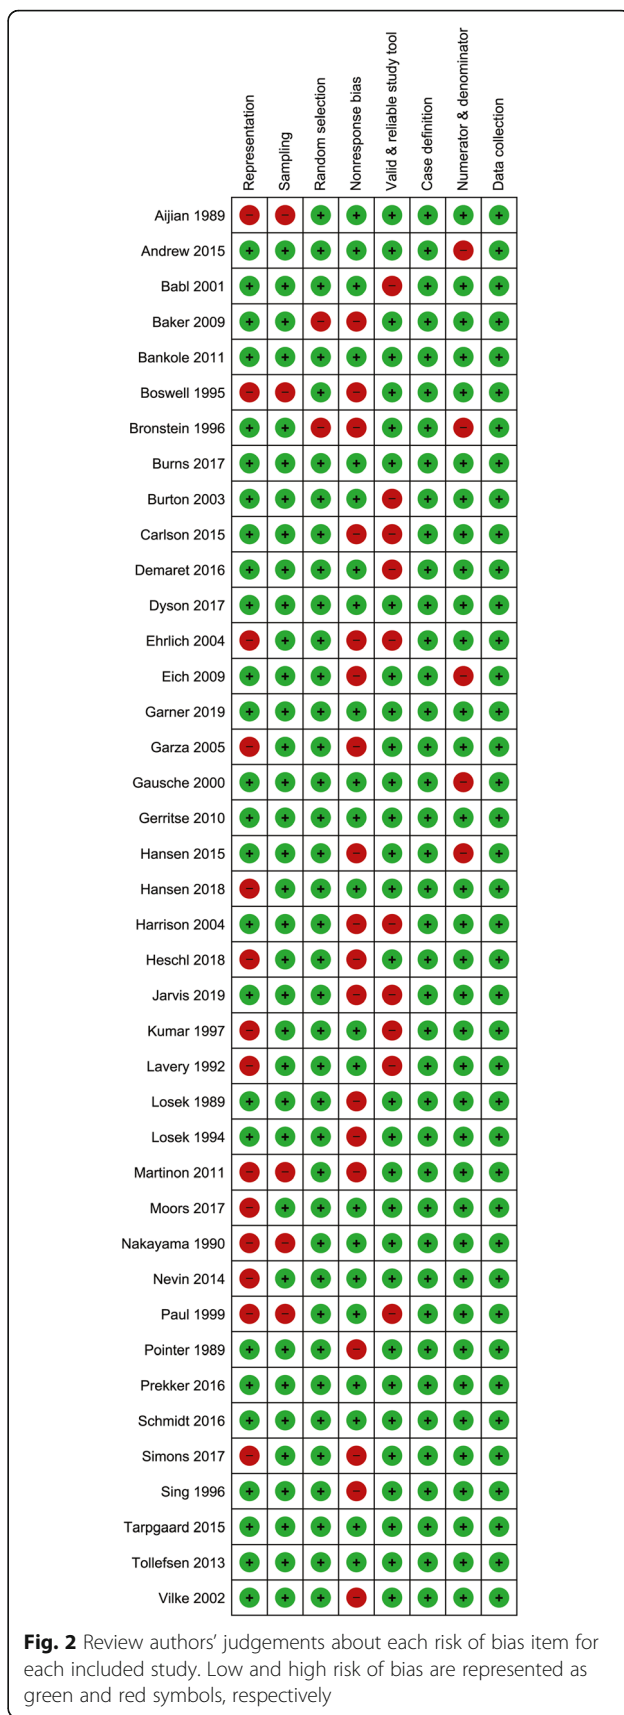 Representation
Sampling
Random selection
Nonresponse bias
Valid & reliable study tool
Case definition
Numerator & denominator
Data collection
Aijian 1989 - - + + + + + +
Andrew 2015 + + + + + + - +
Babl 2001 + + + + - + + +
Baker 2009 + + - - + + + +
Bankole 2011 + + + + + + + +
Boswell 1995 - - + - + + + +
Bronstein 1996 + + - - + + - +
Burns 2017 + + + + + + + +
Burton 2003 + + + + - + + +
Carlson 2015 + + + - - + + +
Demaret 2016 + + + + - + + +
Dyson 2017 + + + + + + + +
Ehrlich 2004 - + + - - + + +
Eich 2009 + + + - + + - +
Garner 2019 + + + + + + + +
Garza 2005 - + + - + + + +
Gausche 2000 + + + + + + - +
Gerritse 2010 + + + + + + + +
Hansen 2015 + + + - + + - +
Hansen 2018 - + + + + + + +
Harrison 2004 + + + - - + + +
Heschl 2018 - + + - + + + +
Jarvis 2019 + + + - - + + +
Kumar 1997 - + + + - + + +
Lavery 1992 - + + + - + + +
Losek 1989 + + + - + + + +
Losek 1994 + + + - + + + +
Martinon 2011 - - + - + + + +
Moors 2017 - + + + + + + +
Nakayama 1990 - - + + + + + +
Nevin 2014 - + + + + + + +
Paul 1999 - - + + - + + +
Pointer 1989 + + + - + + + +
Prekker 2016 + + + + + + + +
Schmidt 2016 + + + + + + + +
Simons 2017 - + + - + + + +
Sing 1996 + + + - + + + +
Tarpgaard 2015 + + + + + + + +
Tollefsen 2013 + + + + + + + +
Vilke 2002 + + + - + + + +
Fig. 2 Review authors' judgements about each risk of bias item for
each included study. Low and high risk of bias are represented as
green and red symbols, respectively